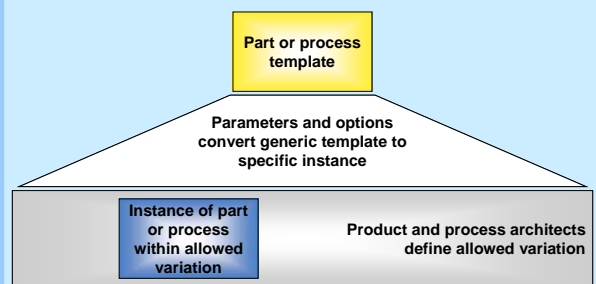 Part or process
template
Parameters and options
convert generic template to
specific instance
Instance of part
or process
within allowed
variation
Product and process architects
define allowed variation